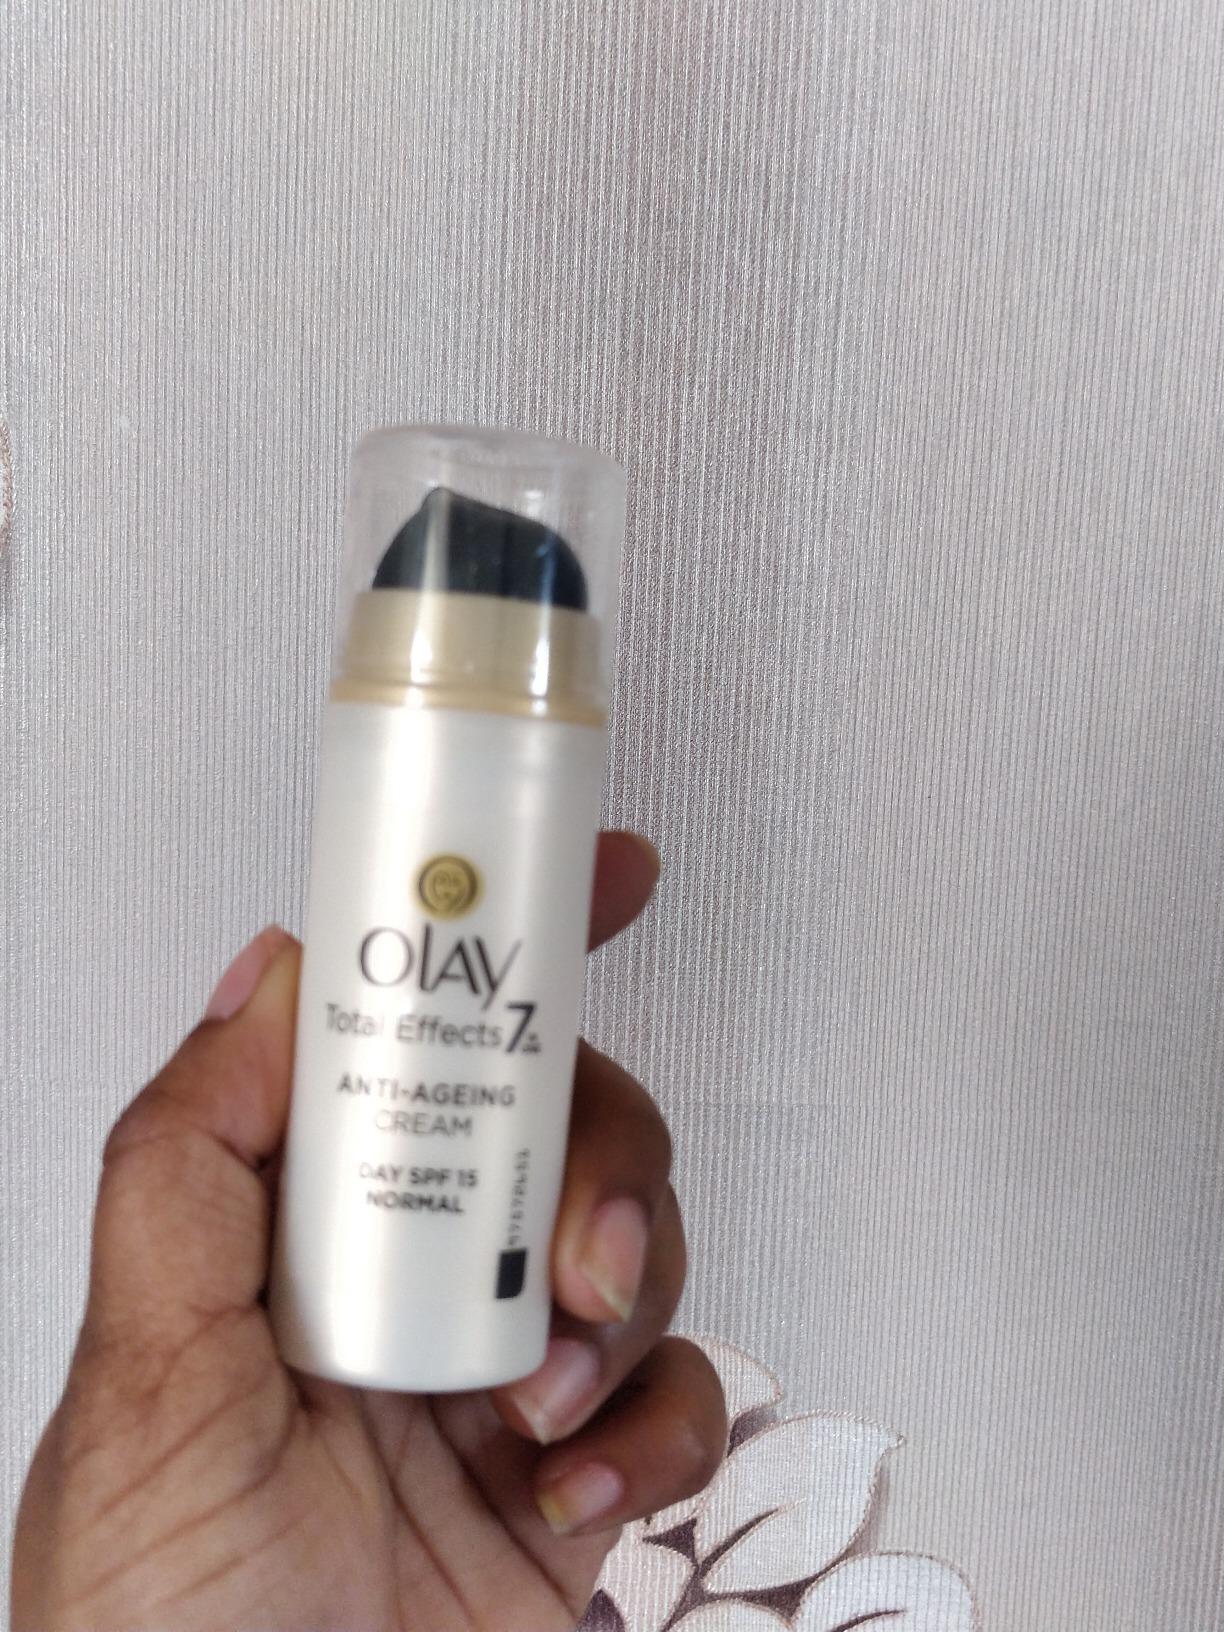 OLAY
Total Effects 7
ANTI-AGEING
CREAM
DAY SPF 15
NORMAL